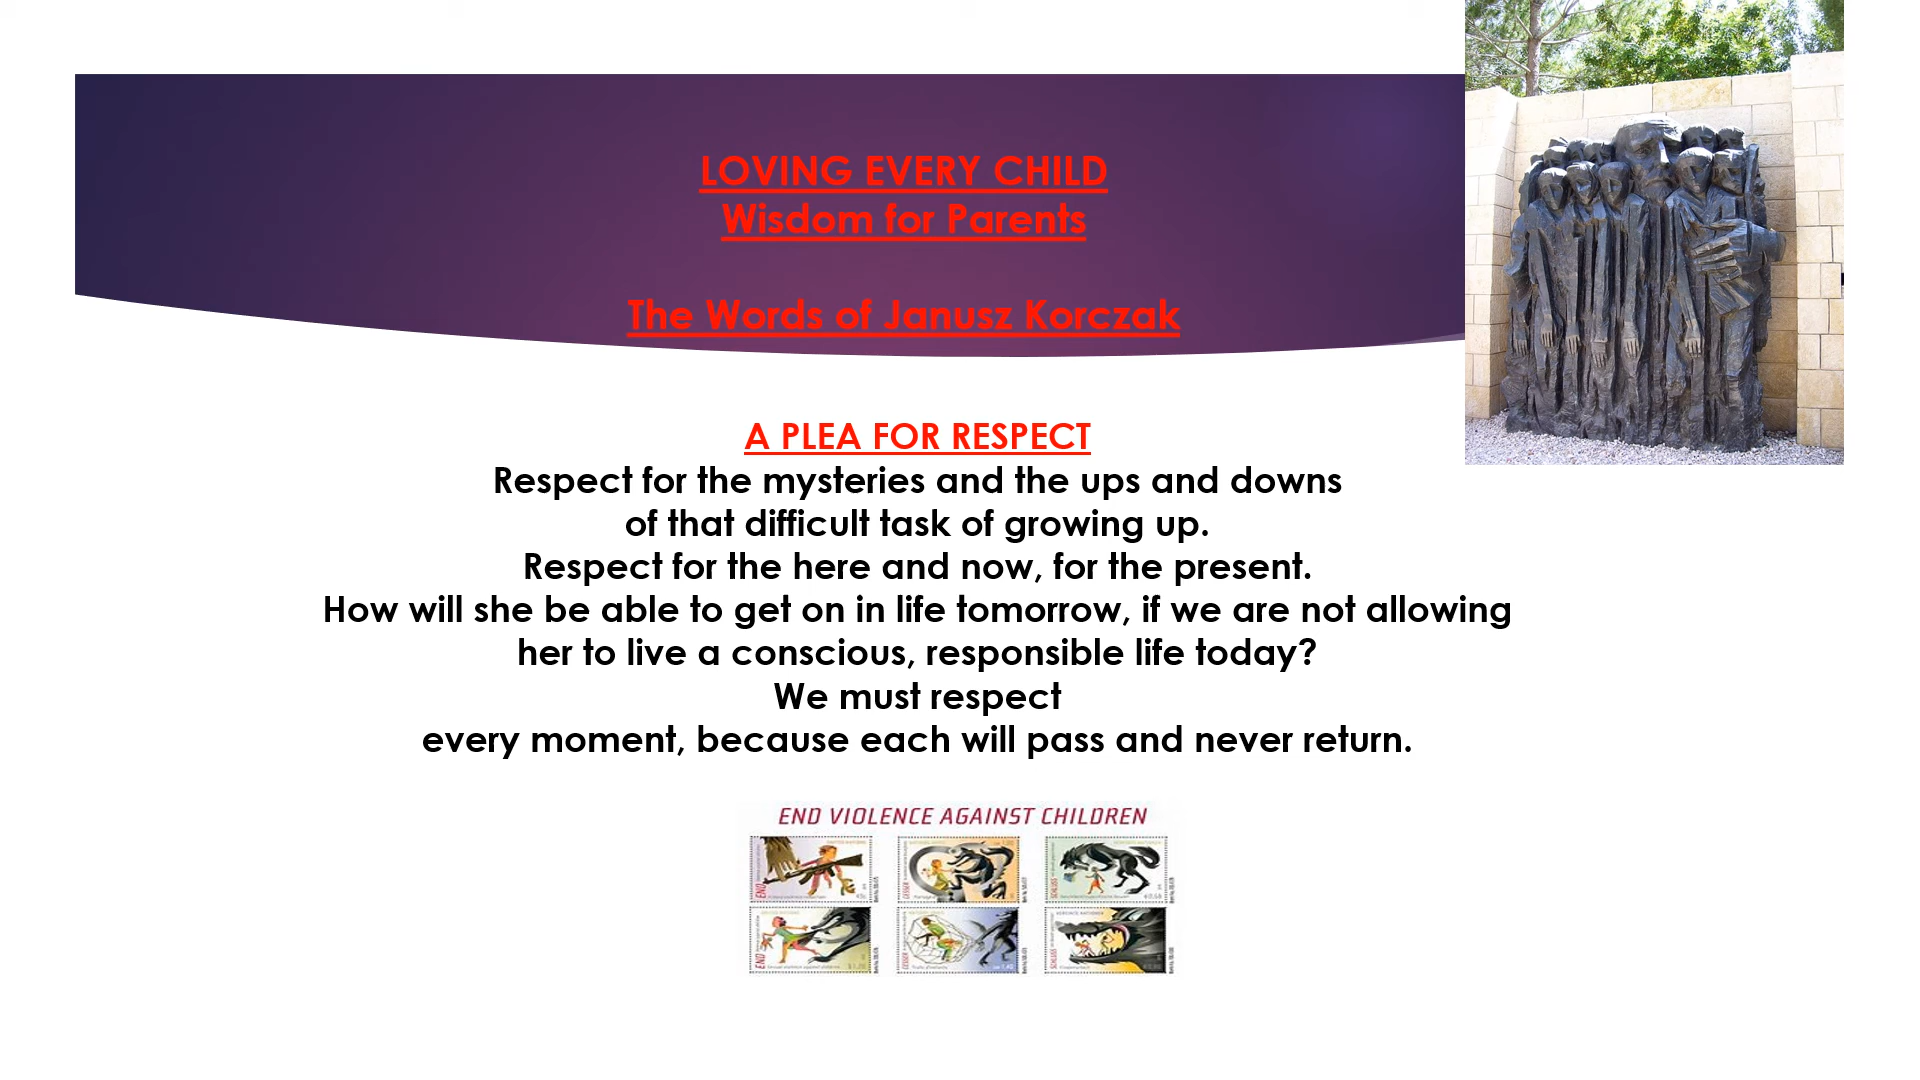 LOVING EVERY CHILD
Wisdom for Parents
The Words of Janusz Korczak
A PLEA FOR RESPECT
Respect for the mysteries and the ups and downs
of that difficult task of growing up.
Respect for the here and now, for the present.
How will she be able to get on in life tomorrow, if we are not allowing
her to live a conscious, responsible life today?
We must respect
every moment, because each will pass and never return.
END VIOLENCE AGAINST CHILDREN
END
END